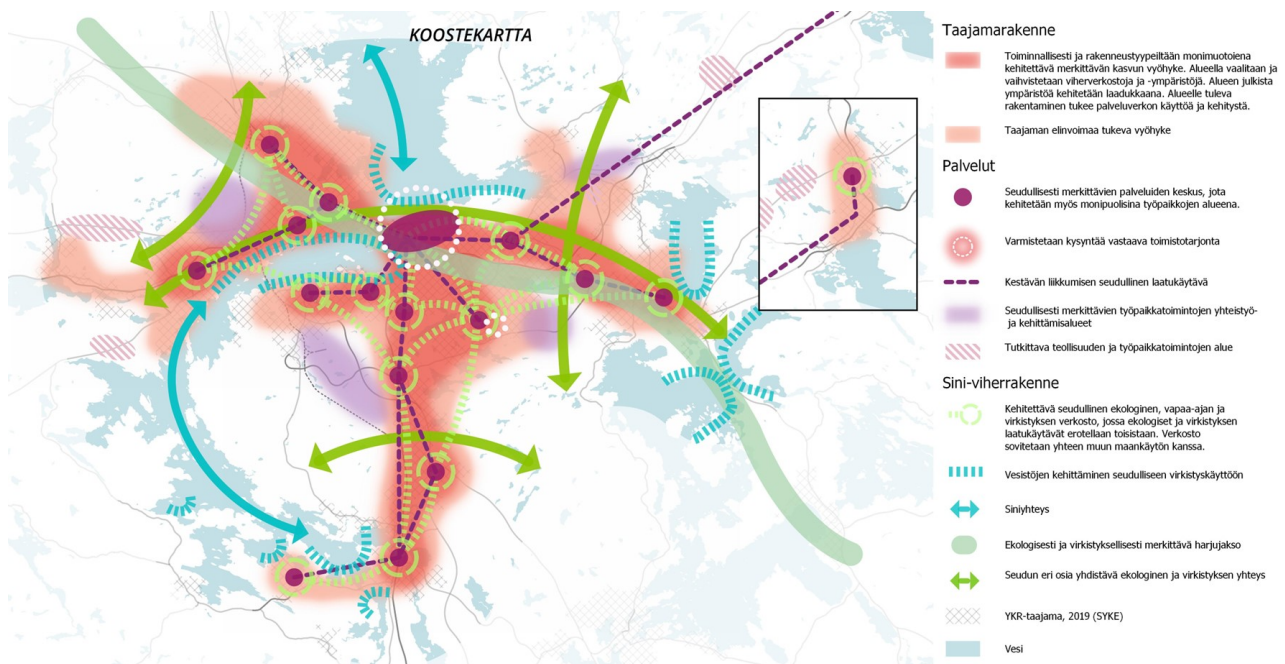 KOOSTEKARTTA
Taajamarakenne
Toiminnallisesti ja rakennustyypeiltään monimuotoiena
kehitettävä merkittävän kasvun vyöhyke. Alueella vaalitaan ja
vaihvistetaan viherverkostoja ja -ympäristöjä. Alueen julkista
ympäristöä kehitetään laadukkaana. Alueelle tuleva
rakentaminen tukee palveluverkon käyttöä ja kehitystä.
Taajaman elinvoimaa tukeva vyöhyke
Palvelut
Seudullisesti merkittävien palveluiden keskus, jota
kehitetään myös monipuolisina työpaikkojen alueena.
Varmistetaan kysyntää vastaava toimistotarjonta
Kestävän liikkumisen seudullinen laatukäytävä
Seudullisesti merkittävien työpaikkatoimintojen yhteistyö-
ja kehittämisalueet
Tutkittava teollisuuden ja työpaikkatoimintojen alue
Sini-viherrakenne
Kehitettävä seudullinen ekologinen, vapaa-ajan ja
virkistyksen verkosto, jossa ekologiset ja virkistyksen
laatukäytävät erotellaan toisistaan. Verkosto
sovitetaan yhteen muun maankäytön kanssa.
Vesistöjen kehittäminen seudulliseen virkistyskäyttöön
Siniyhteys
Ekologisesti ja virkistyksellisesti merkittävä harjujakso
Seudun eri osia yhdistävä ekologinen ja virkistyksen yhteys
YKR-taajama, 2019 (SYKE)
Vesi